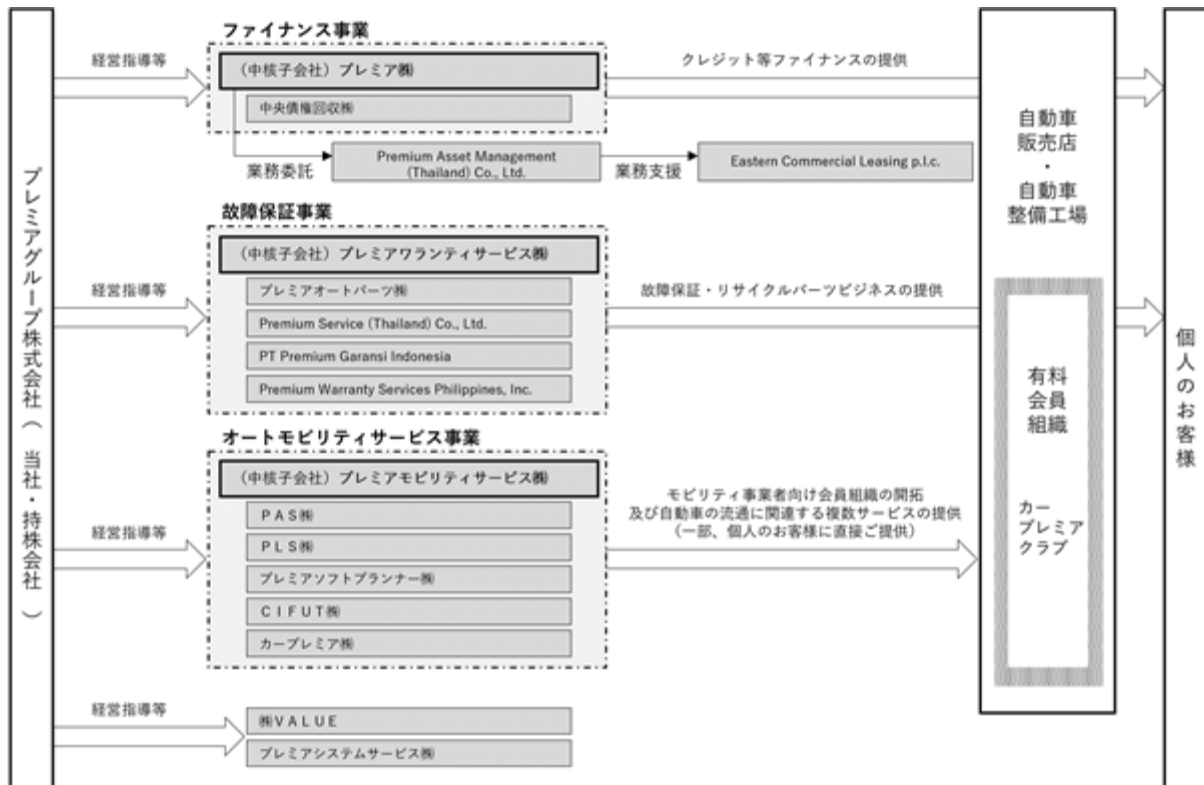 プレミアグループ株式会社（当社・持株会社）
ファイナンス事業
経営指導等
（中核子会社）プレミア㈱
中央債権回収㈱
クレジット等ファイナンスの提供
業務委託
Premium Asset Management
(Thailand) Co., Ltd.
業務支援
Eastern Commercial Leasing p.l.c.
故障保証事業
経営指導等
（中核子会社）プレミアワランティサービス㈱
プレミアオートパーツ㈱
Premium Service (Thailand) Co., Ltd.
PT Premium Garansi Indonesia
Premium Warranty Services Philippines, Inc.
故障保証・リサイクルパーツビジネスの提供
オートモビリティサービス事業
経営指導等
（中核子会社）プレミアモビリティサービス㈱
ＰＡＳ㈱
ＰＬＳ㈱
プレミアソフトプランナー㈱
ＣＩＦＵＴ㈱
カープレミア㈱
モビリティ事業者向け会員組織の開拓
及び自動車の流通に関連する複数サービスの提供
（一部、個人のお客様に直接ご提供）
経営指導等
㈱ＶＡＬＵＥ
プレミアシステムサービス㈱
自動車
販売店
・
自動車
整備工場
有料
会員
組織
カー
プレミア
クラブ
個人のお客様